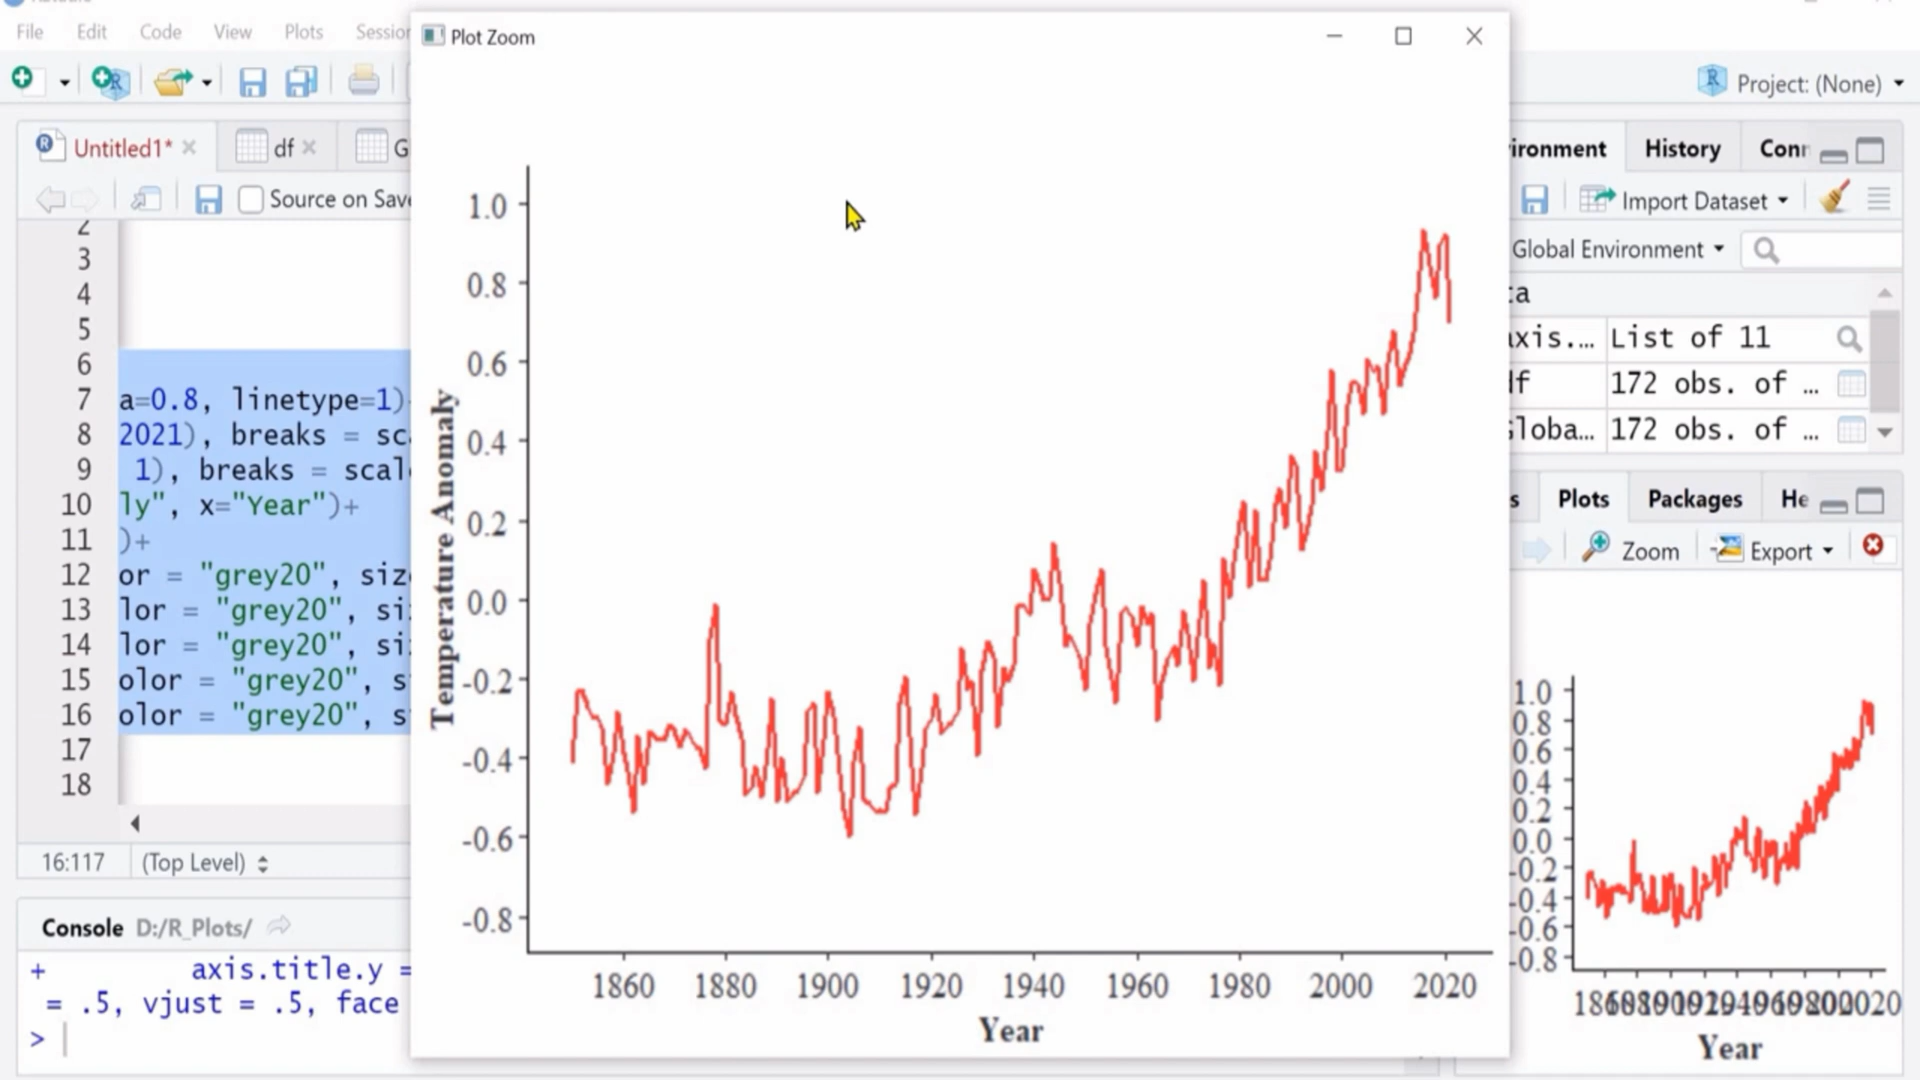 File Edit Code View Plots
Plot Zoom
Project: (None)
Untitled1* df G
History
Source on Save
Import Dataset
Global Environment
2
3
4
5
6
7 a=0.8, linetype=1)
8 2021), breaks = sc
9 1), breaks = scal
10 ly", x="Year")+
11 )+
12 or = "grey20", siz
13 lor = "grey20", si
14 lor = "grey20", si
15 olor = "grey20", s
16 olor = "grey20", s
17
18
16:117 (Top Level)
Console D:/R_Plots/
+ axis.title.y =
= .5, vjust = .5, face
>
1.0
0.8
0.6
0.4
0.2
0.0
-0.2
-0.4
-0.6
-0.8
Temperature Anomaly
1860 1880 1900 1920 1940 1960 1980 2000 2020
Year
List of 11
172 obs. of ...
172 obs. of ...
Plots Packages
Zoom Export
1.0
0.8
0.6
0.4
0.2
0.0
-0.2
-0.4
-0.6
-0.8
Year